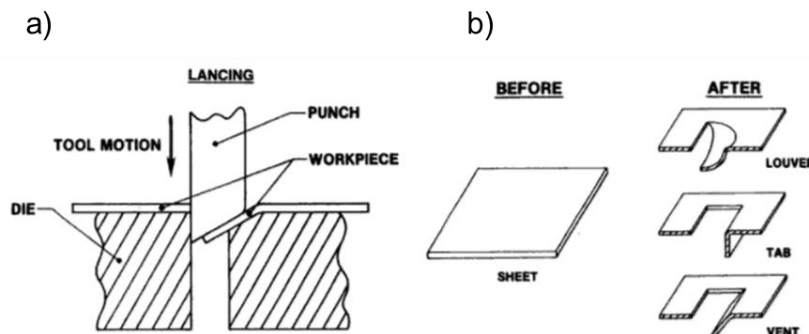 a)
b)
LANCING
PUNCH
TOOL MOTION
WORKPIECE
DIE
BEFORE
AFTER
LOUVER
SHEET
TAB
VENT